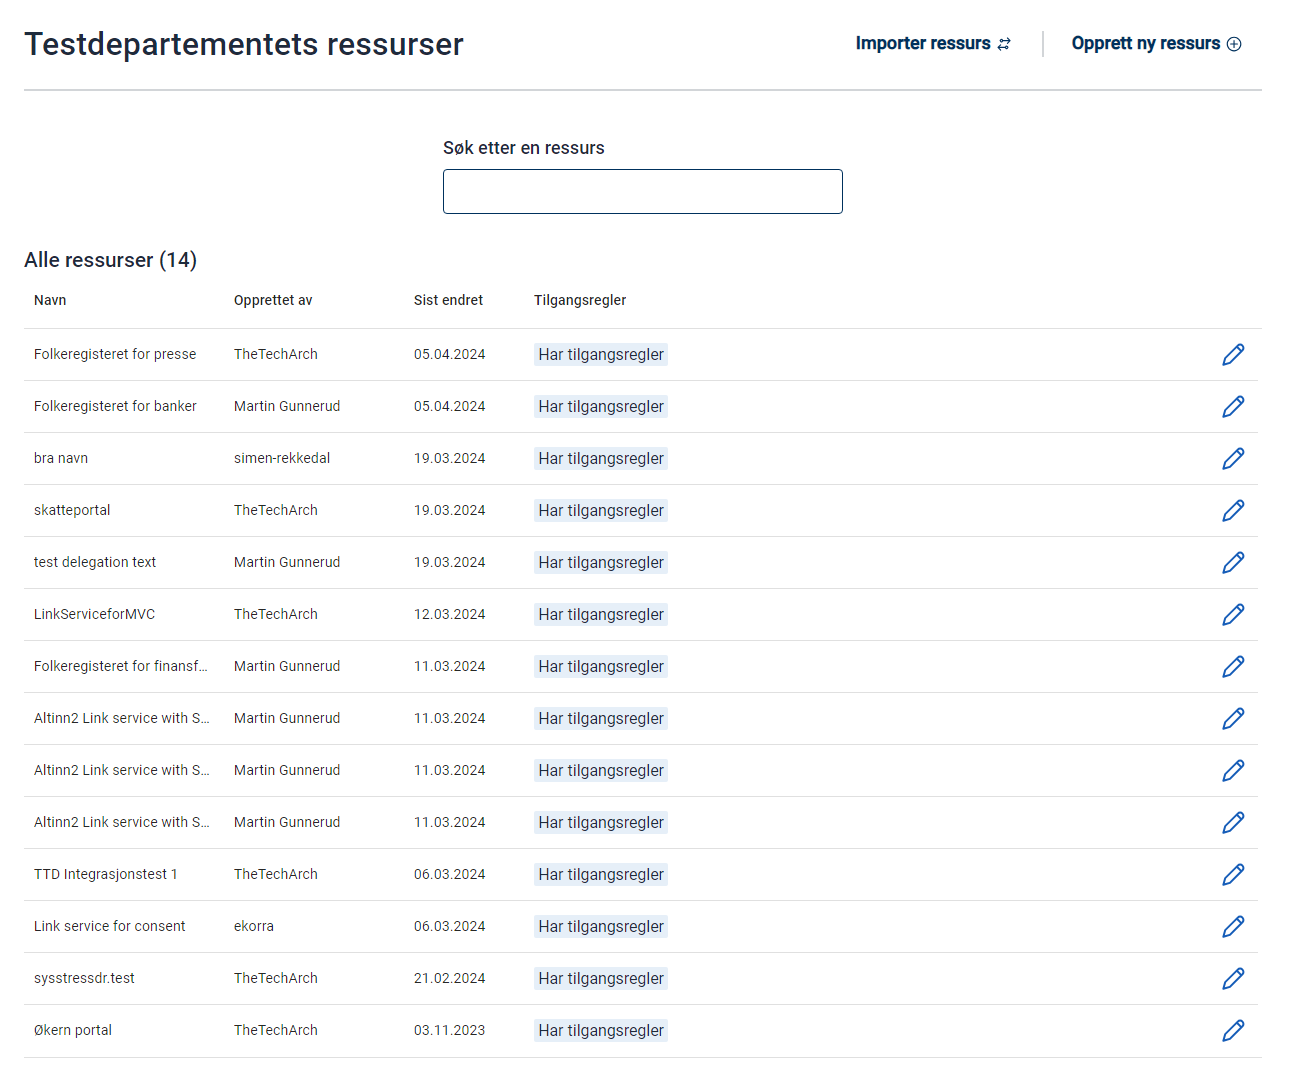 Testdepartementets ressurser
Importer ressurs
Opprett ny ressurs
Søk etter en ressurs
Alle ressurser (14)
Navn Opprettet av Sist endret Tilgangsregler
Folkeregisteret for presse TheTechArch 05.04.2024 Har tilgangsregler
Folkeregisteret for banker Martin Gunnerud 05.04.2024 Har tilgangsregler
bra navn simen-rekkedal 19.03.2024 Har tilgangsregler
skatteportal TheTechArch 19.03.2024 Har tilgangsregler
test delegation text Martin Gunnerud 19.03.2024 Har tilgangsregler
LinkServiceforMVC TheTechArch 12.03.2024 Har tilgangsregler
Folkeregisteret for finansf... Martin Gunnerud 11.03.2024 Har tilgangsregler
Altinn2 Link service with S... Martin Gunnerud 11.03.2024 Har tilgangsregler
Altinn2 Link service with S... Martin Gunnerud 11.03.2024 Har tilgangsregler
Altinn2 Link service with S... Martin Gunnerud 11.03.2024 Har tilgangsregler
TTD Integrasjonstest 1 TheTechArch 06.03.2024 Har tilgangsregler
Link service for consent ekorra 06.03.2024 Har tilgangsregler
sysstressdr.test TheTechArch 21.02.2024 Har tilgangsregler
Økern portal TheTechArch 03.11.2023 Har tilgangsregler